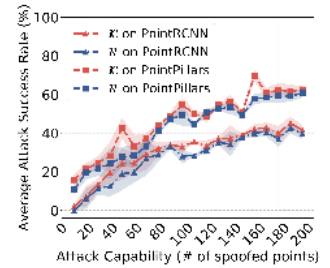 Average Attack Success Rate (%)
100
80
60
40
20
0
K on PointRCNN
N on PointRCNN
K on PointPillars
N on PointPillars
0 20 40 60 80 100 120 140 160 180 200
Attack Capability (# of spoofed points)